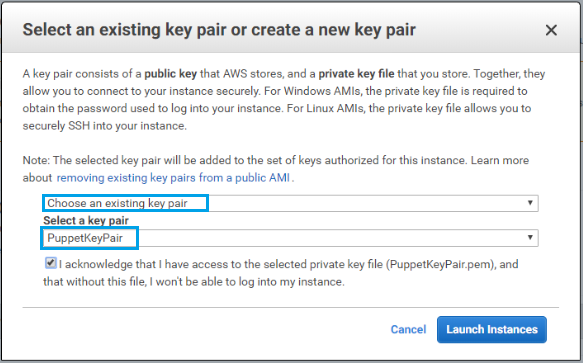 Select an existing key pair or create a new key pair
A key pair consists of a public key that AWS stores, and a private key file that you store. Together, they
allow you to connect to your instance securely. For Windows AMIs, the private key file is required to
obtain the password used to log into your instance. For Linux AMIs, the private key file allows you to
securely SSH into your instance.
Note: The selected key pair will be added to the set of keys authorized for this instance. Learn more
about removing existing key pairs from a public AMI .
Choose an existing key pair
Select a key pair
PuppetKeyPair
I acknowledge that I have access to the selected private key file (PuppetKeyPair.pem), and
that without this file, I won't be able to log into my instance.
Cancel Launch Instances